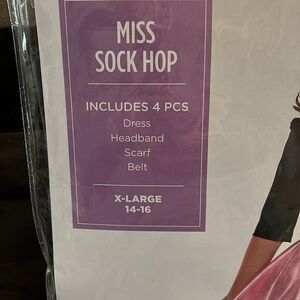 MISS
SOCK HOP
INCLUDES 4 PCS
Dress
Headband
Scarf
Belt
X-LARGE
14-16